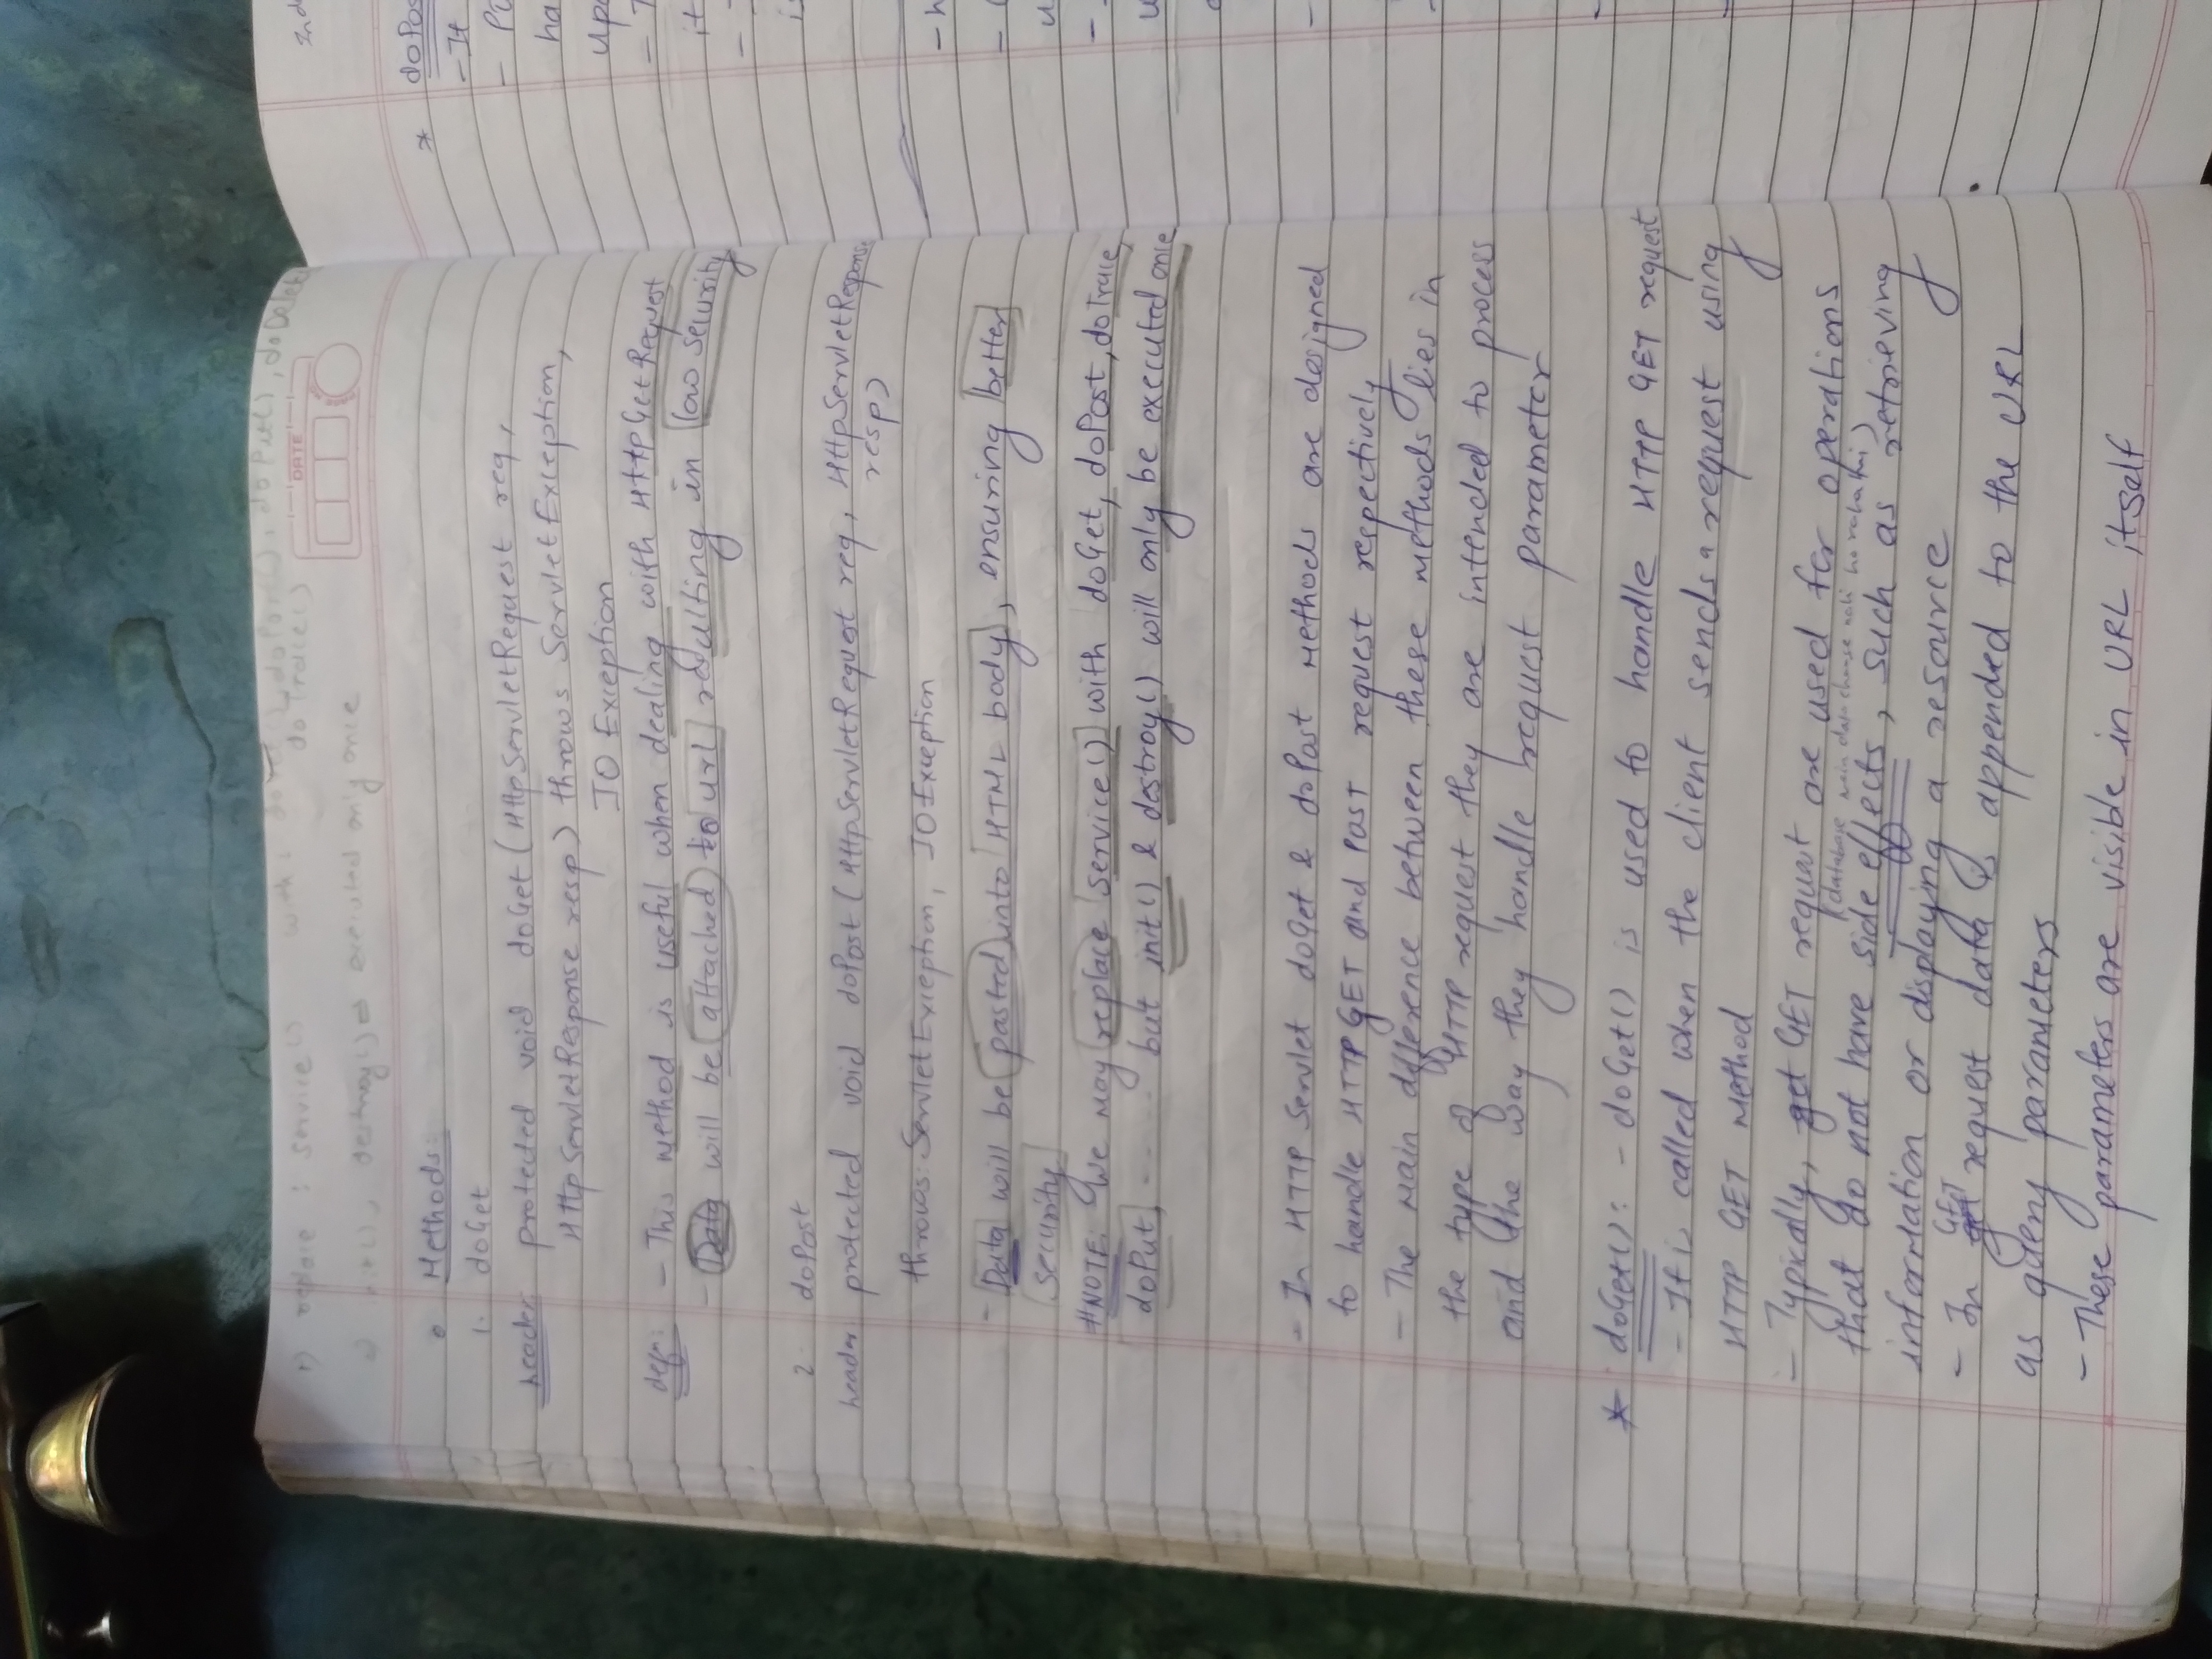 1) replace : service() with : doGet(), doPost(), doPut(), doDelete
doTrace()
DATE
2) init(), destroy() ⇒ executed only once
o Methods:
1. doGet
header: protected void doGet (HttpServletRequest req,
HttpServletResponse resp) throws ServletException,
IO Exception
defn: - This method is useful when dealing with HttpGetRequest
- Data will be attached to url resulting in low security
2. doPost
header protected void doPost (HttpServletRequest req, HttpServletResponse
resp)
throws ServletException, IOException
- Data will be pasted into HTML body, ensuring better
security
#NOTE: We may replace service() with doGet, doPost, doTrace,
doPut, ...... but init() & destroy() will only be executed once
- In HTTP Servlet doGet & doPost methods are designed
to handle HTTP GET and POST request respectively
- The main difference between these methods lies in
the type of HTTP request they are intended to process
and the way they handle request parameter
* doGet(): - doGet() is used to handle HTTP GET request
- It is called when the client sends a request using
HTTP GET method
- Typically, get GET request are used for operations
(database main data change nahi ho raha hai)
that do not have side effects, such as retrieving
information or displaying a resource
- In GET request data is appended to the URL
as query parameters
- These parameters are visible in URL itself
* doPos
- It
- Po
ha
upd
it
is